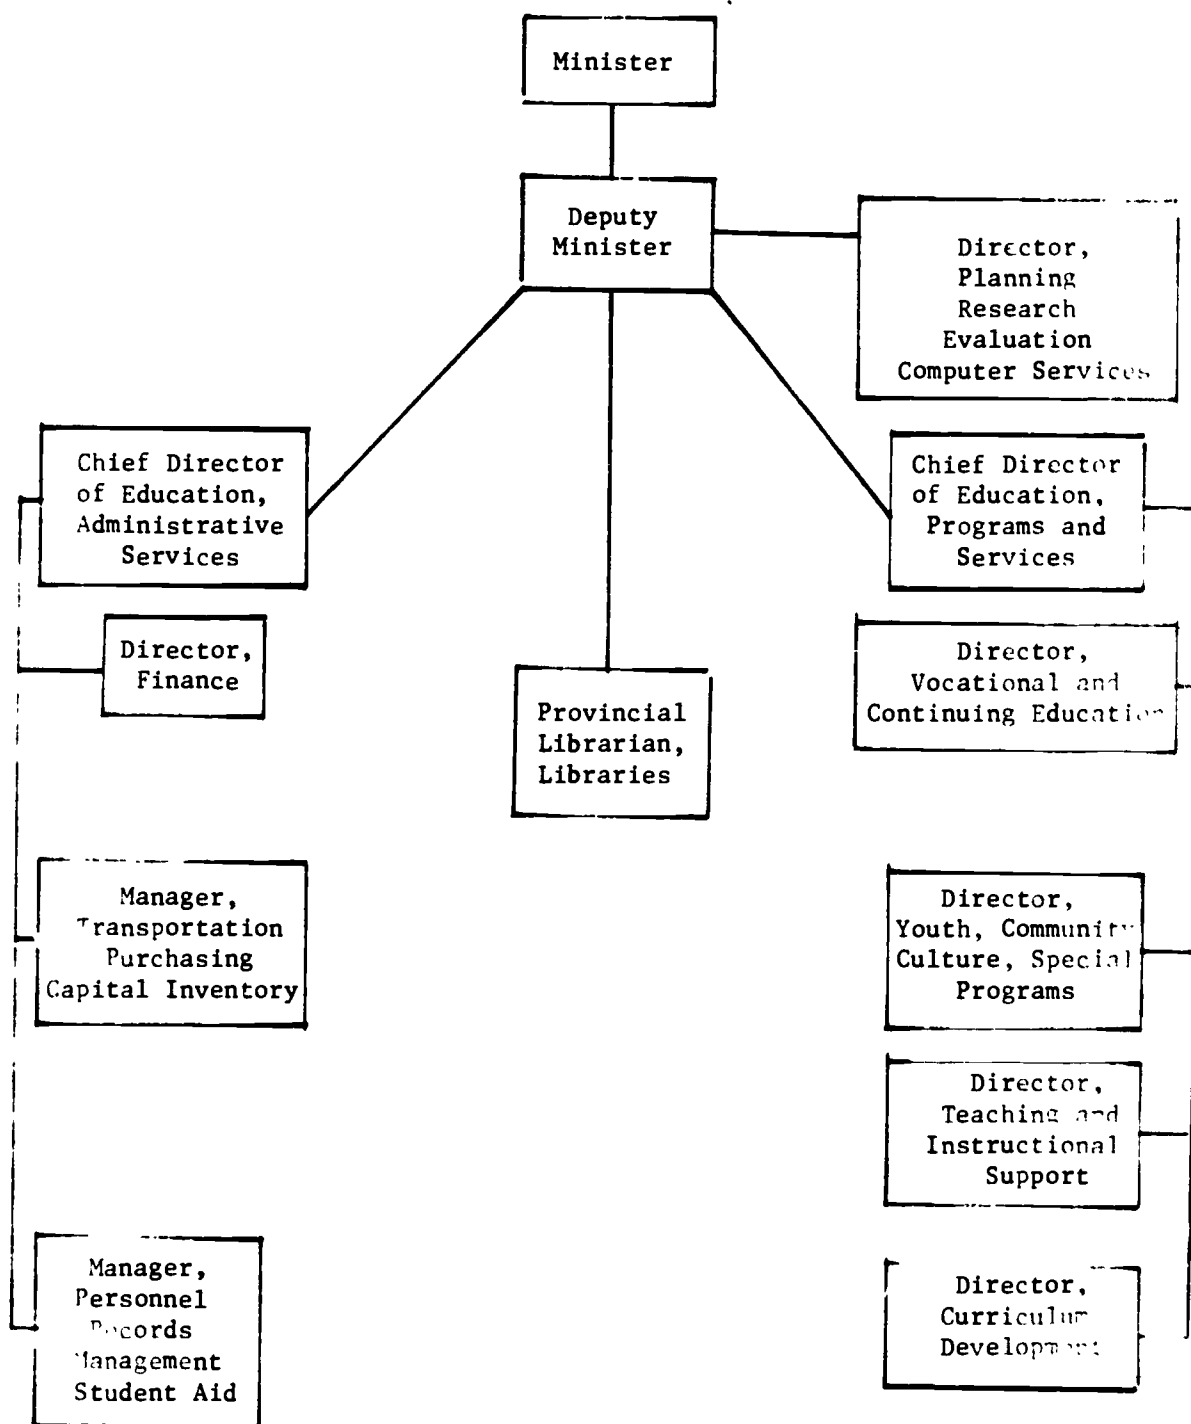 Minister
Deputy
Minister
Director,
Planning
Research
Evaluation
Computer Services
Chief Director
of Education,
Administrative
Services
Chief Director
of Education,
Programs and
Services
Director,
Finance
Director,
Vocational and
Continuing Education
Provincial
Librarian,
Libraries
Manager,
Transportation
Purchasing
Capital Inventory
Director,
Youth, Community
Culture, Special
Programs
Director,
Teaching and
Instructional
Support
Manager,
Personnel
Records
Management
Student Aid
Director,
Curriculum
Development